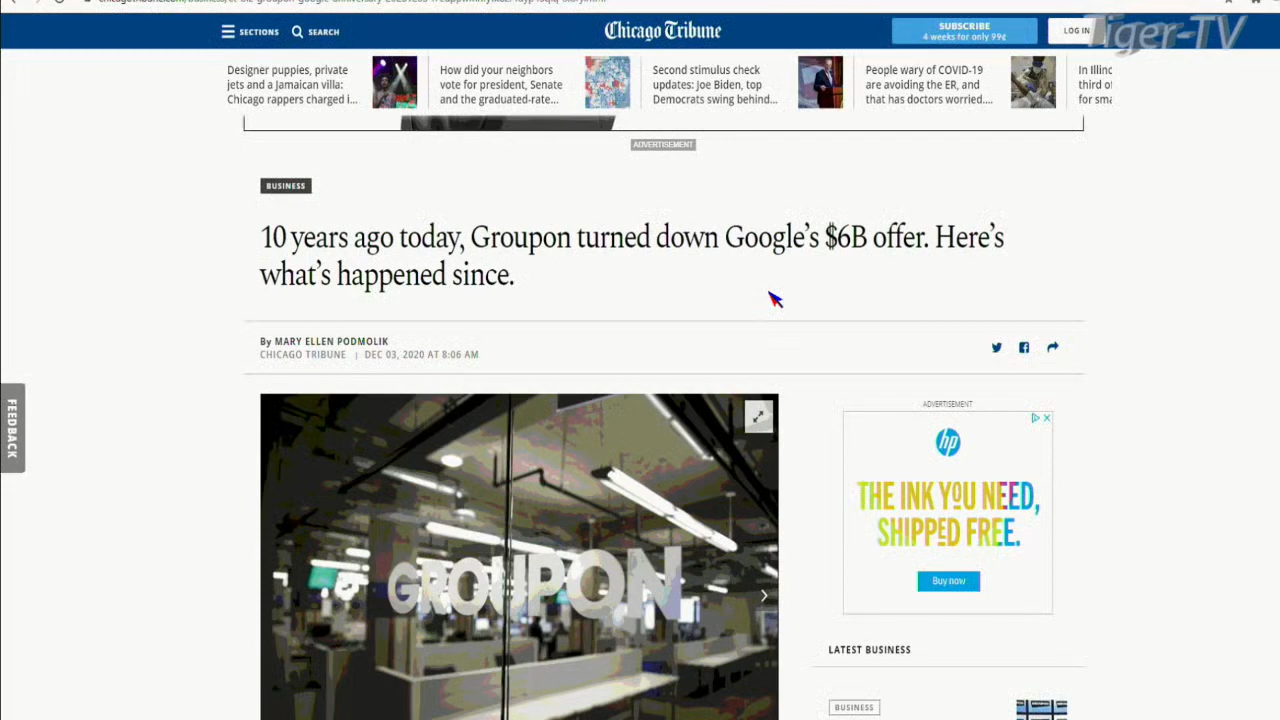 SECTIONS
SEARCH
Chicago Tribune
SUBSCRIBE
4 weeks for only 99¢
LOG IN
Tiger-TV
Designer puppies, private
jets and a Jamaican villa:
Chicago rappers charged i...
How did your neighbors
vote for president, Senate
and the graduated-rate...
Second stimulus check
updates: Joe Biden, top
Democrats swing behind...
People wary of COVID-19
are avoiding the ER, and
that has doctors worried....
In Illinc
third of
for sma
ADVERTISEMENT
BUSINESS
10 years ago today, Groupon turned down Google's $6B offer. Here's
what's happened since.
By MARY ELLEN PODMOLIK
CHICAGO TRIBUNE | DEC 03, 2020 AT 8:06 AM
FEEDBACK
GROUPON
ADVERTISEMENT
hp
THE INK YOU NEED,
SHIPPED FREE.
Buy now
LATEST BUSINESS
BUSINESS